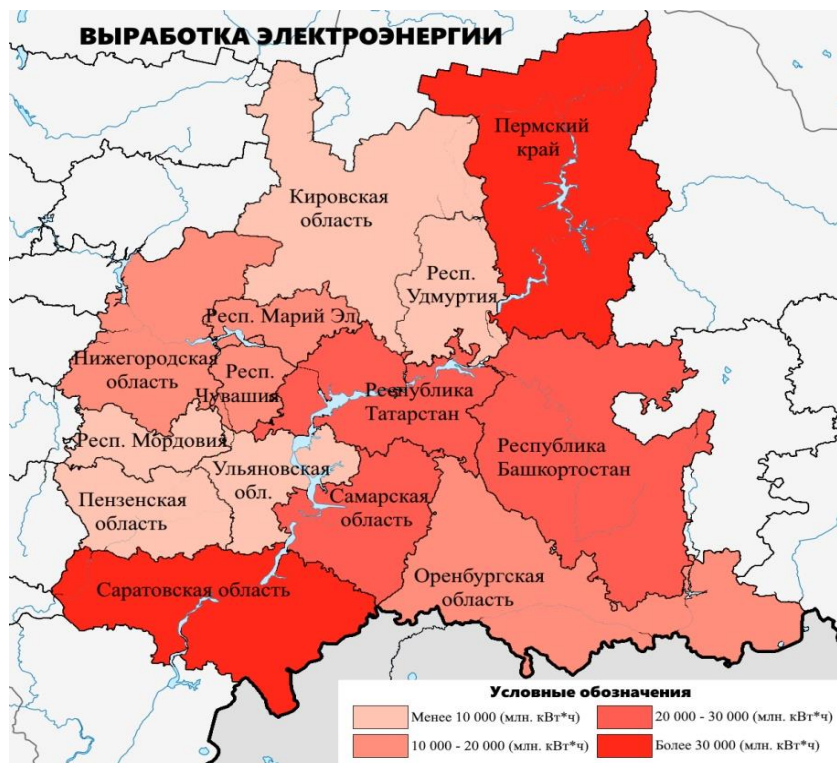 ВЫРАБОТКА ЭЛЕКТРОЭНЕРГИИ
Пермский
край
Кировская
область
Респ.
Удмуртия
Респ. Марий Эл.
Нижегородская
область
Респ.
Чувашия
Республика
Татарстан
Респ. Мордовия
Республика
Башкортостан
Ульяновская
обл.
Пензенская
область
Самарская
область
Саратовская область
Оренбургская
область
Условные обозначения
Менее 10 000 (млн. кВт*ч)
20 000 - 30 000 (млн. кВт*ч)
10 000 - 20 000 (млн. кВт*ч)
Более 30 000 (млн. кВт*ч)